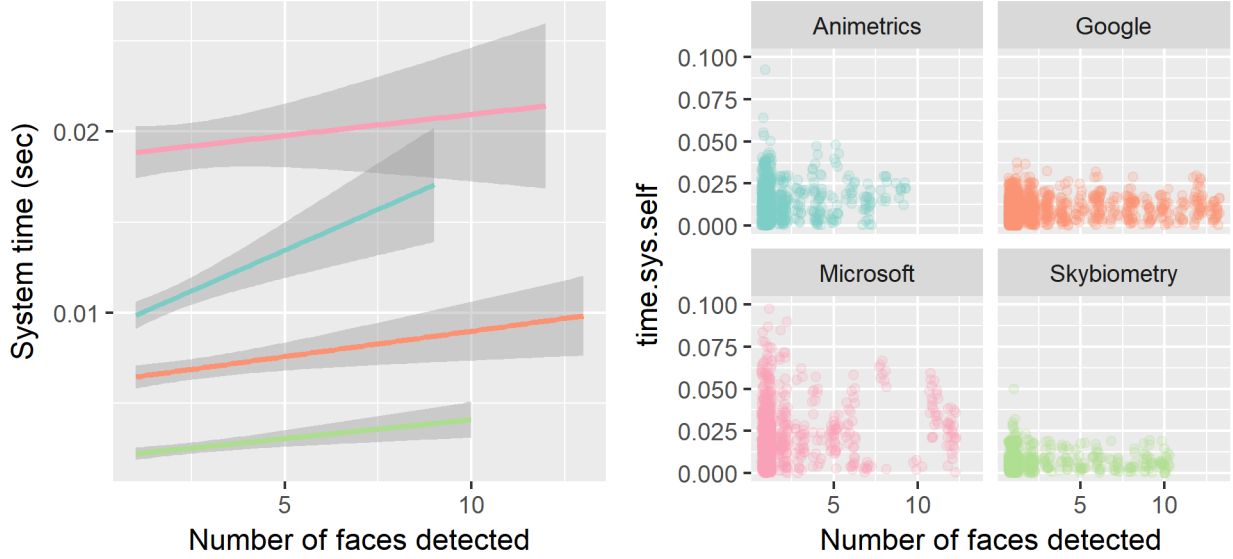 System time (sec)
0.02
0.01
5
10
Number of faces detected
time.sys.self
Animetrics
Google
0.100
0.075
0.050
0.025
0.000
Microsoft
Skybiometry
0.100
0.075
0.050
0.025
0.000
5
10
5
10
Number of faces detected